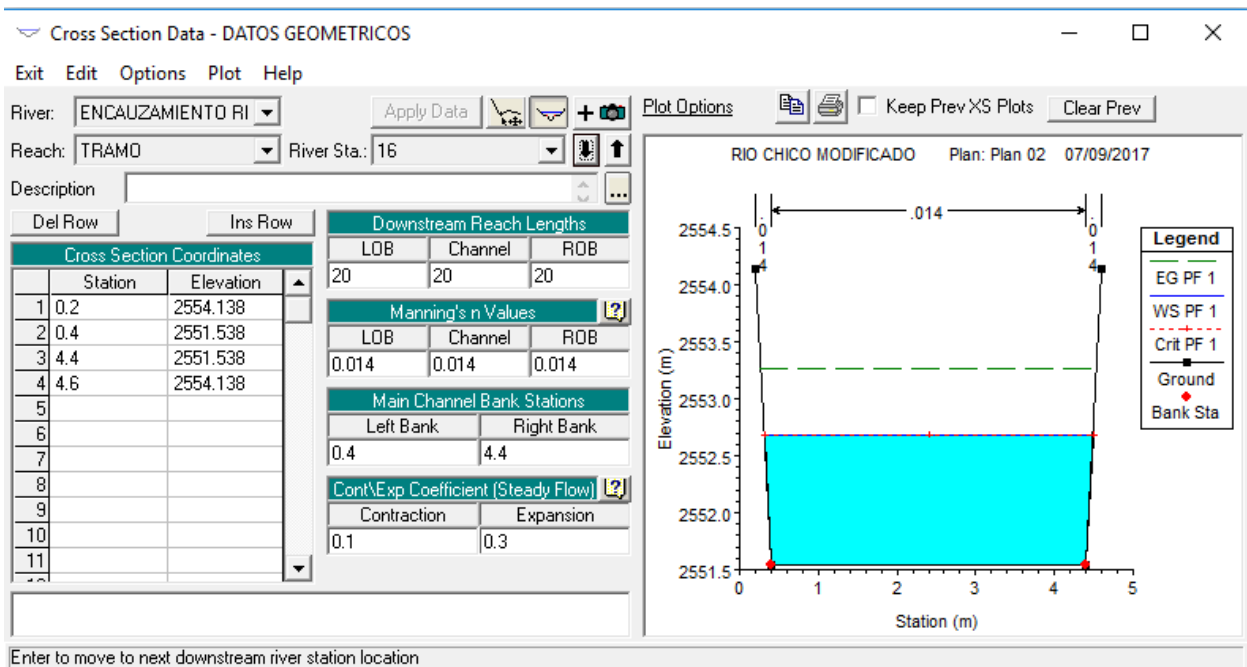 Cross Section Data - DATOS GEOMETRICOS
Exit Edit Options Plot Help
River: ENCAUZAMIENTO RI
Apply Data
Reach: TRAMO
River Sta.: 16
Description
...
Del Row Ins Row
Cross Section Coordinates
Station Elevation
1 0.2 2554.138
2 0.4 2551.538
3 4.4 2551.538
4 4.6 2554.138
5
6
7
8
9
10
11
Downstream Reach Lengths
LOB Channel ROB
20 20 20
Manning's n Values
LOB Channel ROB
0.014 0.014 0.014
Main Channel Bank Stations
Left Bank Right Bank
0.4 4.4
Cont\Exp Coefficient (Steady Flow)
Contraction Expansion
0.1 0.3
Plot Options
Keep Prev XS Plots
Clear Prev
RIO CHICO MODIFICADO Plan: Plan 02 07/09/2017
.014
.014
.014
2554.5
2554.0
2553.5
2553.0
2552.5
2552.0
2551.5
Elevation (m)
0 1 2 3 4 5
Station (m)
Legend
EG PF 1
WS PF 1
Crit PF 1
Ground
Bank Sta
Enter to move to next downstream river station location